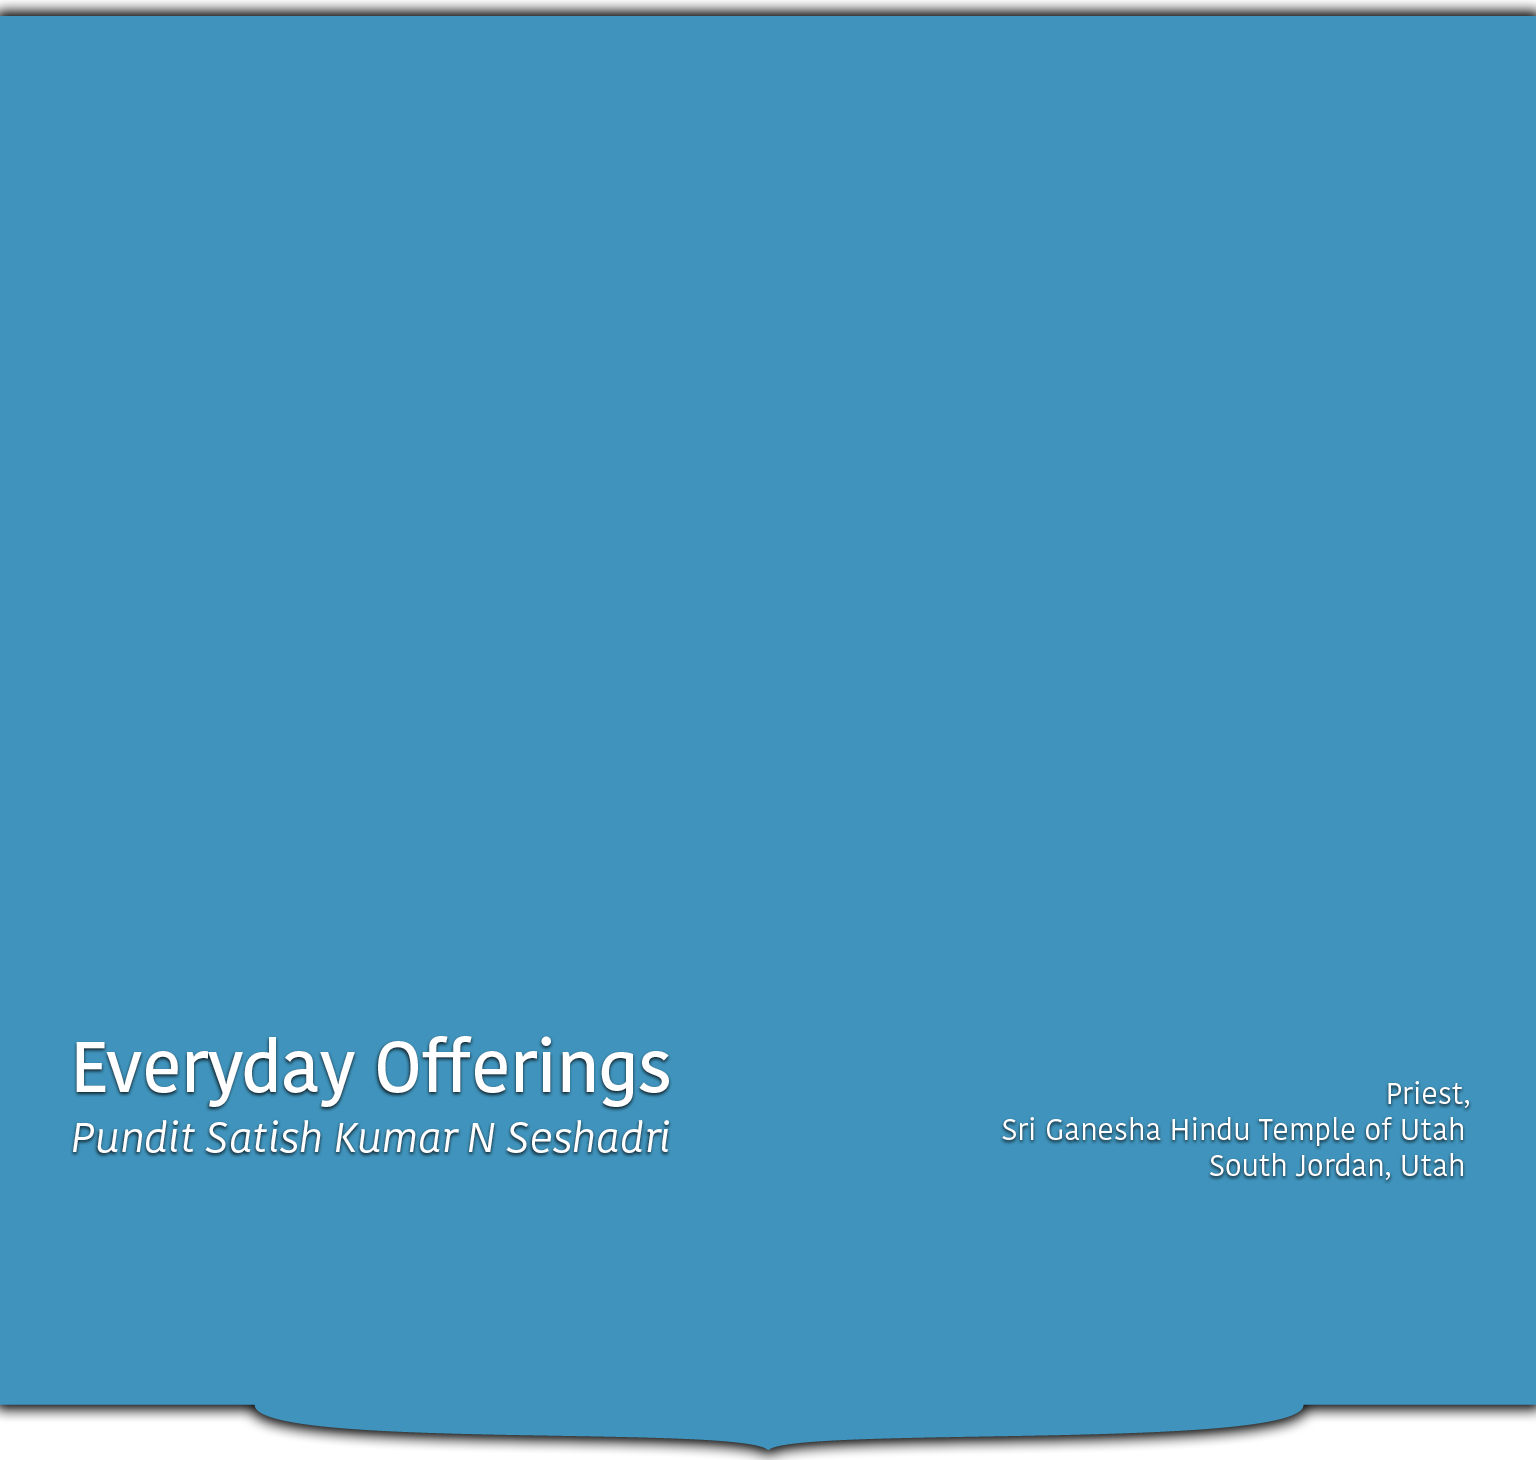 Everyday Offerings
Pundit Satish Kumar N Seshadri
Priest,
Sri Ganesha Hindu Temple of Utah
South Jordan, Utah